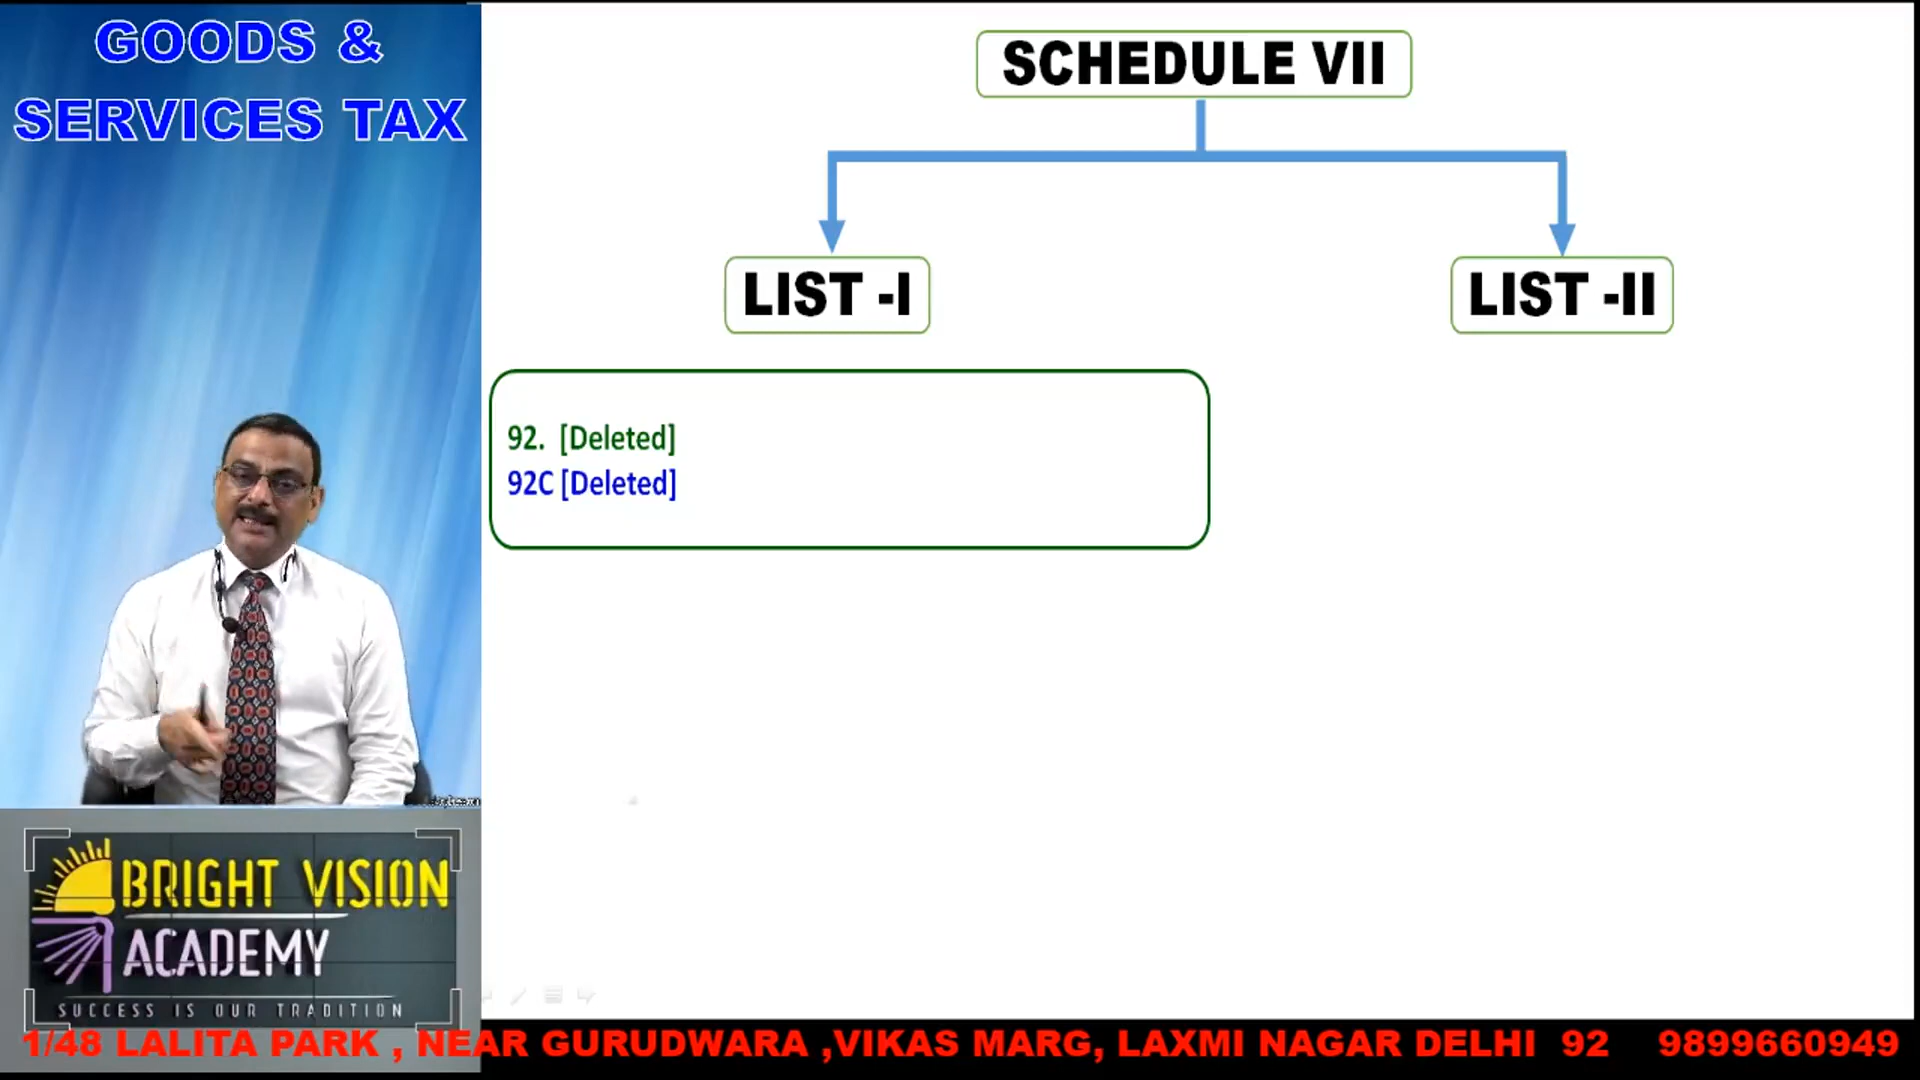 GOODS &
SERVICES TAX
SCHEDULE VII
LIST -I
LIST -II
92. [Deleted]
92C [Deleted]
BRIGHT VISION
ACADEMY
SUCCESS IS OUR TRADITION
1/48 LALITA PARK , NEAR GURUDWARA ,VIKAS MARG, LAXMI NAGAR DELHI 92 9899660949